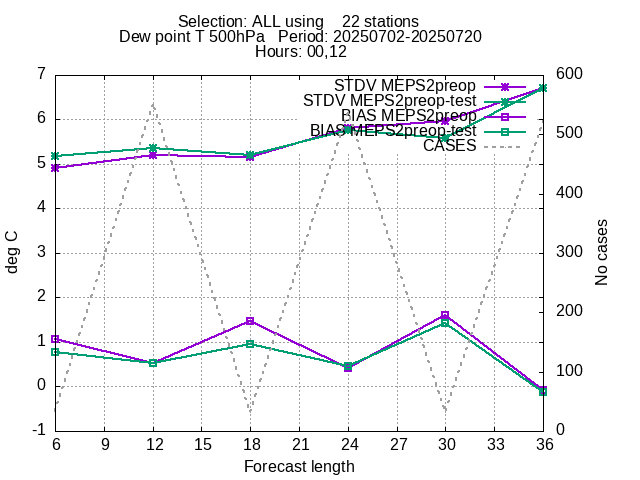 Selection: ALL using    22 stations
Dew point T 500hPa   Period: 20250702-20250720
Hours: 00,12
STDV MEPS2preop
STDV MEPS2preop-test
BIAS MEPS2preop
BIAS MEPS2preop-test
CASES
deg C
7
6
5
4
3
2
1
0
-1
600
500
400
300
200
100
0
No cases
6 9 12 15 18 21 24 27 30 33 36
Forecast length